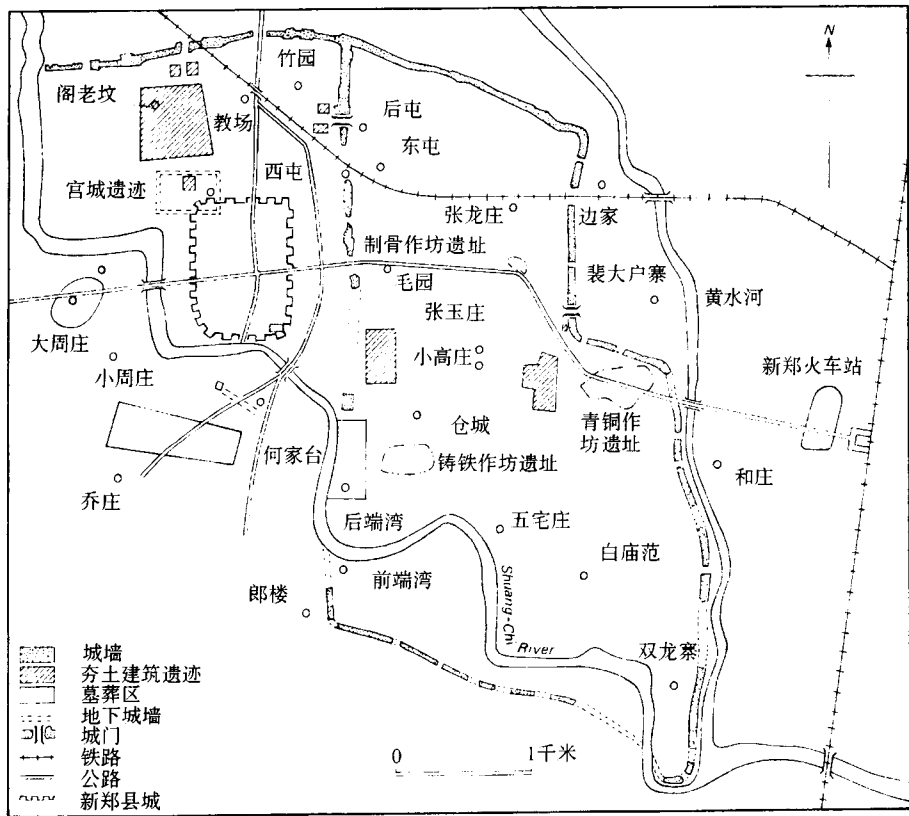 N
竹园
阁老坟
教场
后屯
东屯
西屯
宫城遗迹
张龙庄
边家
制骨作坊遗址
毛园
裴大户寨
黄水河
张玉庄
大周庄
小周庄
小高庄
新郑火车站
仓城
青铜作
坊遗址
何家台
铸铁作坊遗址
和庄
乔庄
后端湾
五宅庄
白庙范
前端湾
郎楼
Shuang-Chi
River
双龙寨
城墙
夯土建筑遗迹
墓葬区
地下城墙
城门
铁路
公路
新郑县城
0 1千米